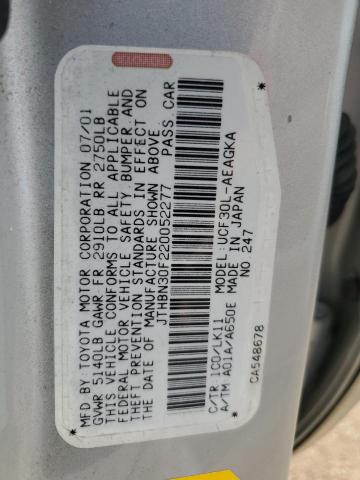 MFD BY TOYOTA MOTOR CORPORATION 07/01
GVWR 5140LB GAWR FR 2910LB RR 2750LB
THIS VEHICLE CONFORMS TO ALL APPLICABLE
FEDERAL MOTOR VEHICLE SAFETY, BUMPER, AND
THEFT PREVENTION STANDARDS IN EFFECT ON
THE DATE OF MANUFACTURE SHOWN ABOVE
JTHBN30F220052277 PASS. CAR
*
*
MODEL:UCF30L-AEAGKA
MADE IN JAPAN
NO 247
C/TR 1C0/LK11
A/TM A01A/A650E
CA548678